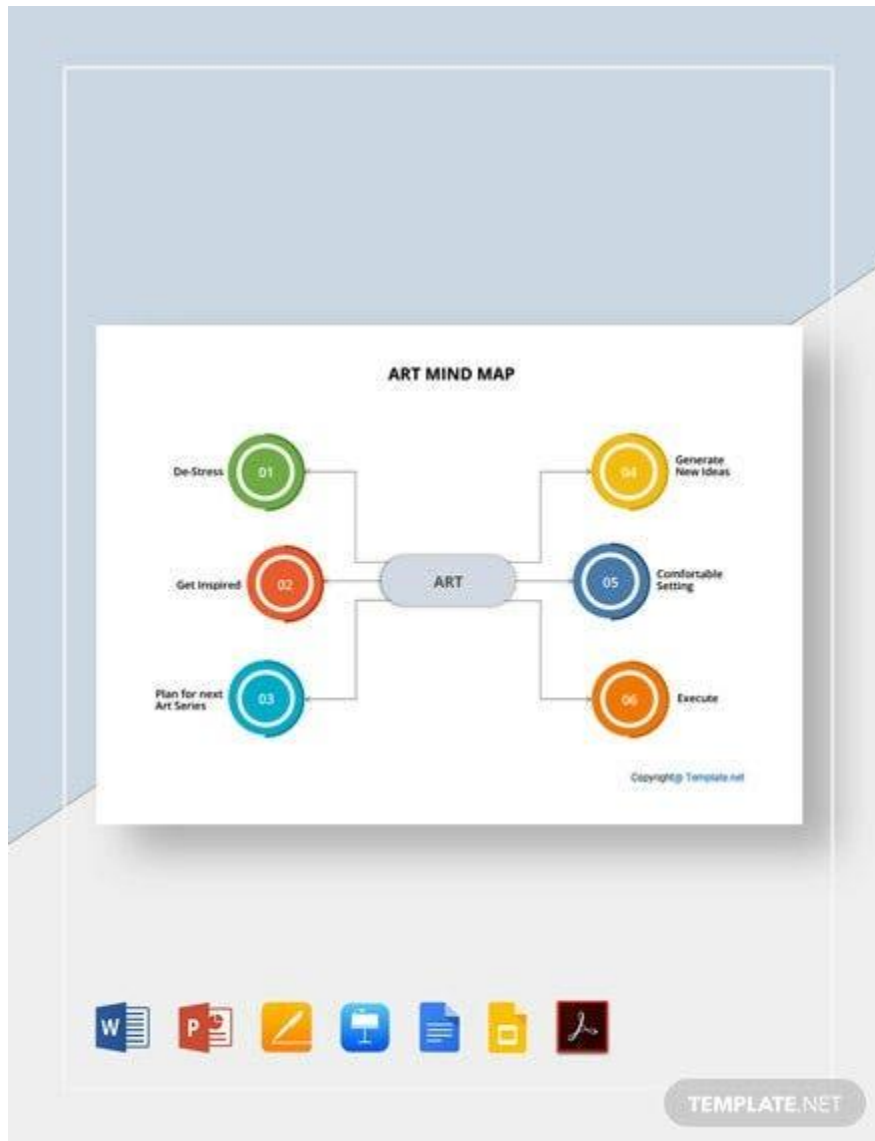 ART MIND MAP
De-Stress
01
04
Generate
New Ideas
Get Inspired
02
ART
05
Comfortable
Setting
Plan for next
Art Series
03
06
Execute
Copyright@ Template.net
W
P
TEMPLATE.NET